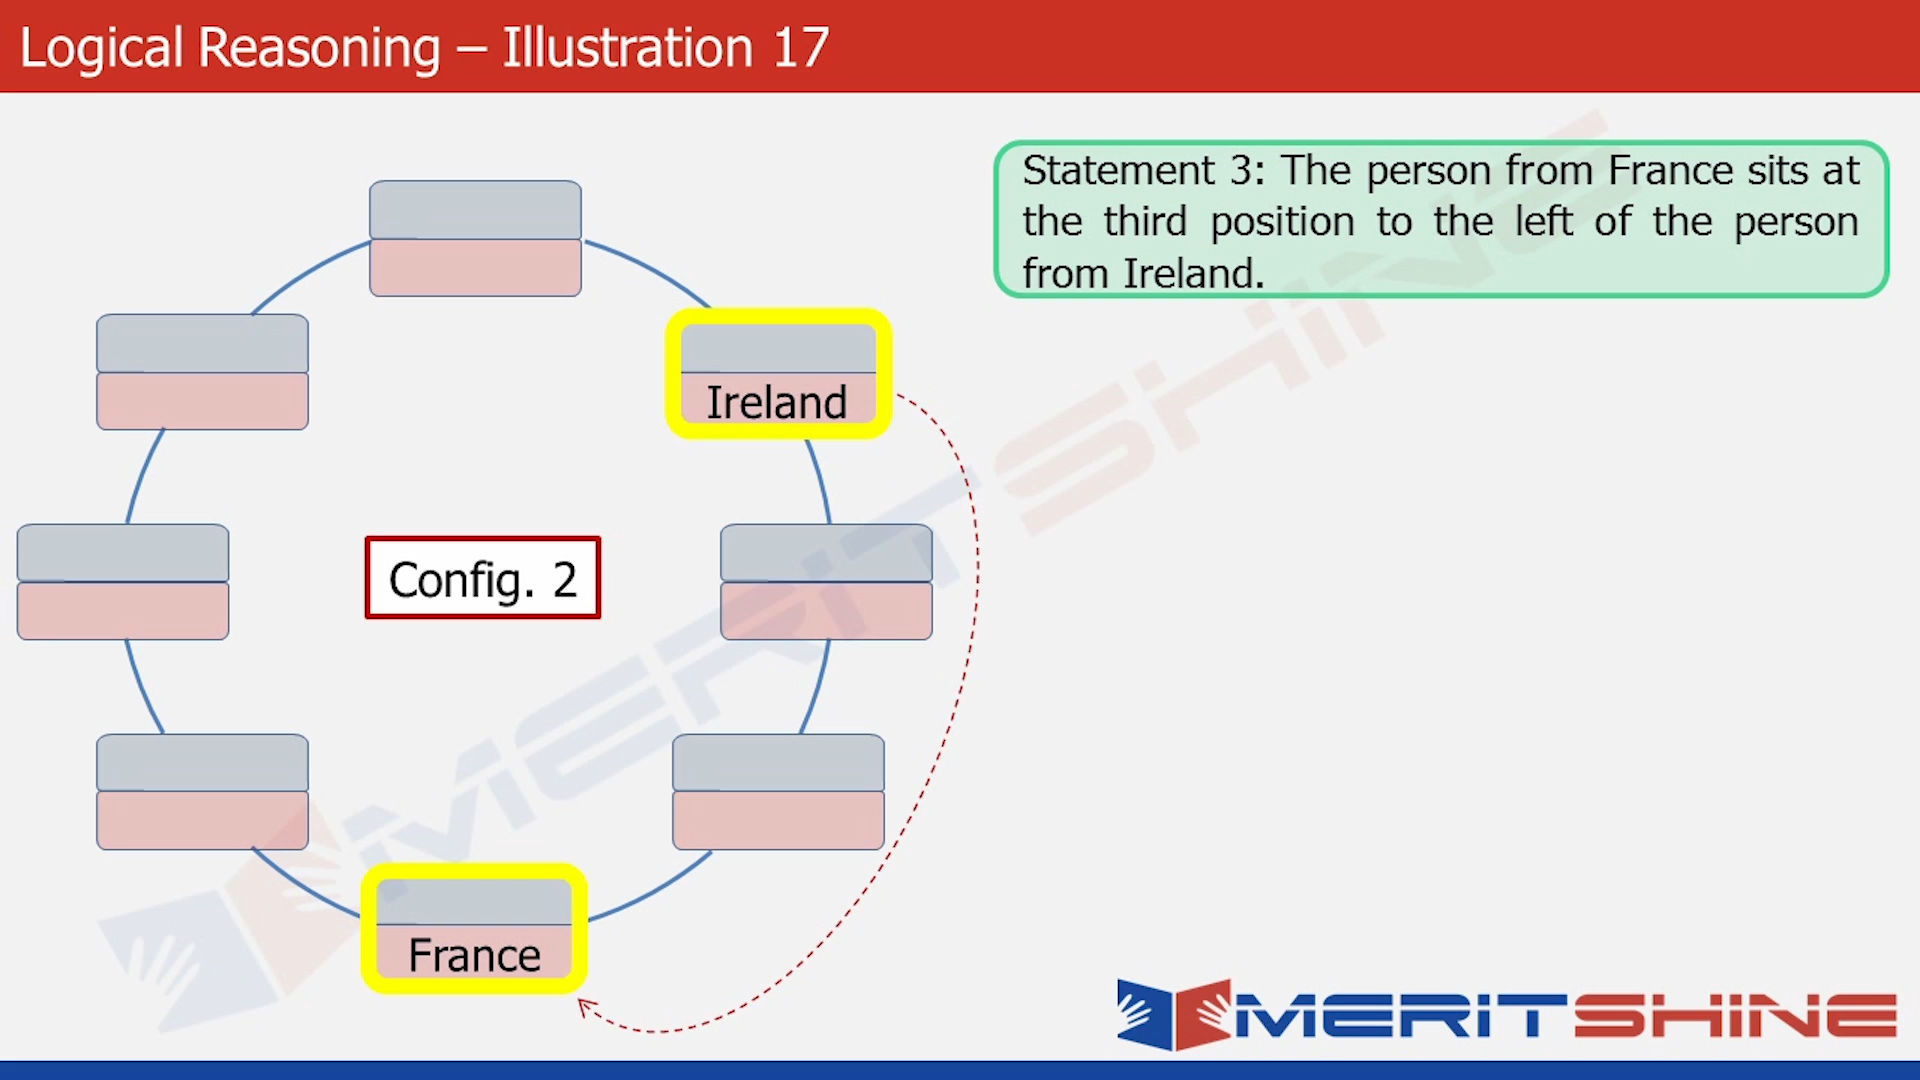 Logical Reasoning – Illustration 17
Statement 3: The person from France sits at
the third position to the left of the person
from Ireland.
Ireland
Config. 2
France
MERITSHINE
MERITSHINE